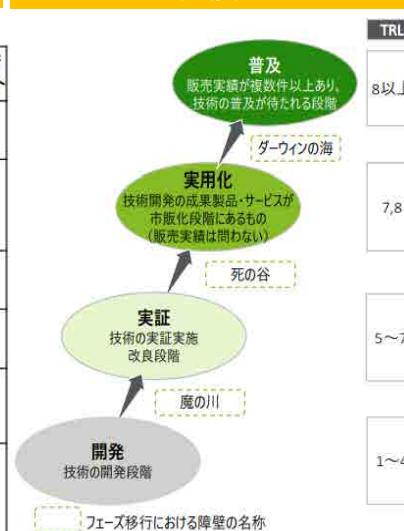 TRL
普及
販売実績が複数件以上あり、
技術の普及が待たれる段階
8以上
ダーウィンの海
実用化
技術開発の成果製品・サービスが
市販化段階にあるもの
（販売実績は問わない）
7,8
死の谷
実証
技術の実証実施
改良段階
5～7
魔の川
開発
技術の開発段階
1～4
フェーズ移行における障壁の名称